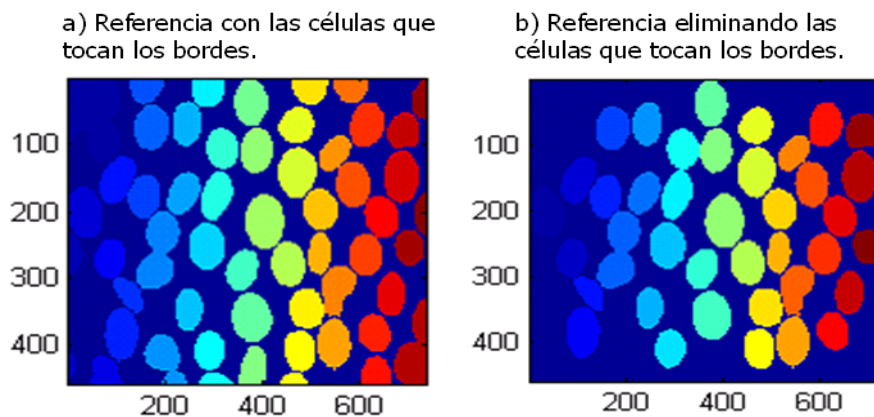 a) Referencia con las células que
tocan los bordes.
b) Referencia eliminando las
células que tocan los bordes.
100
200
300
400
200 400 600
100
200
300
400
200 400 600